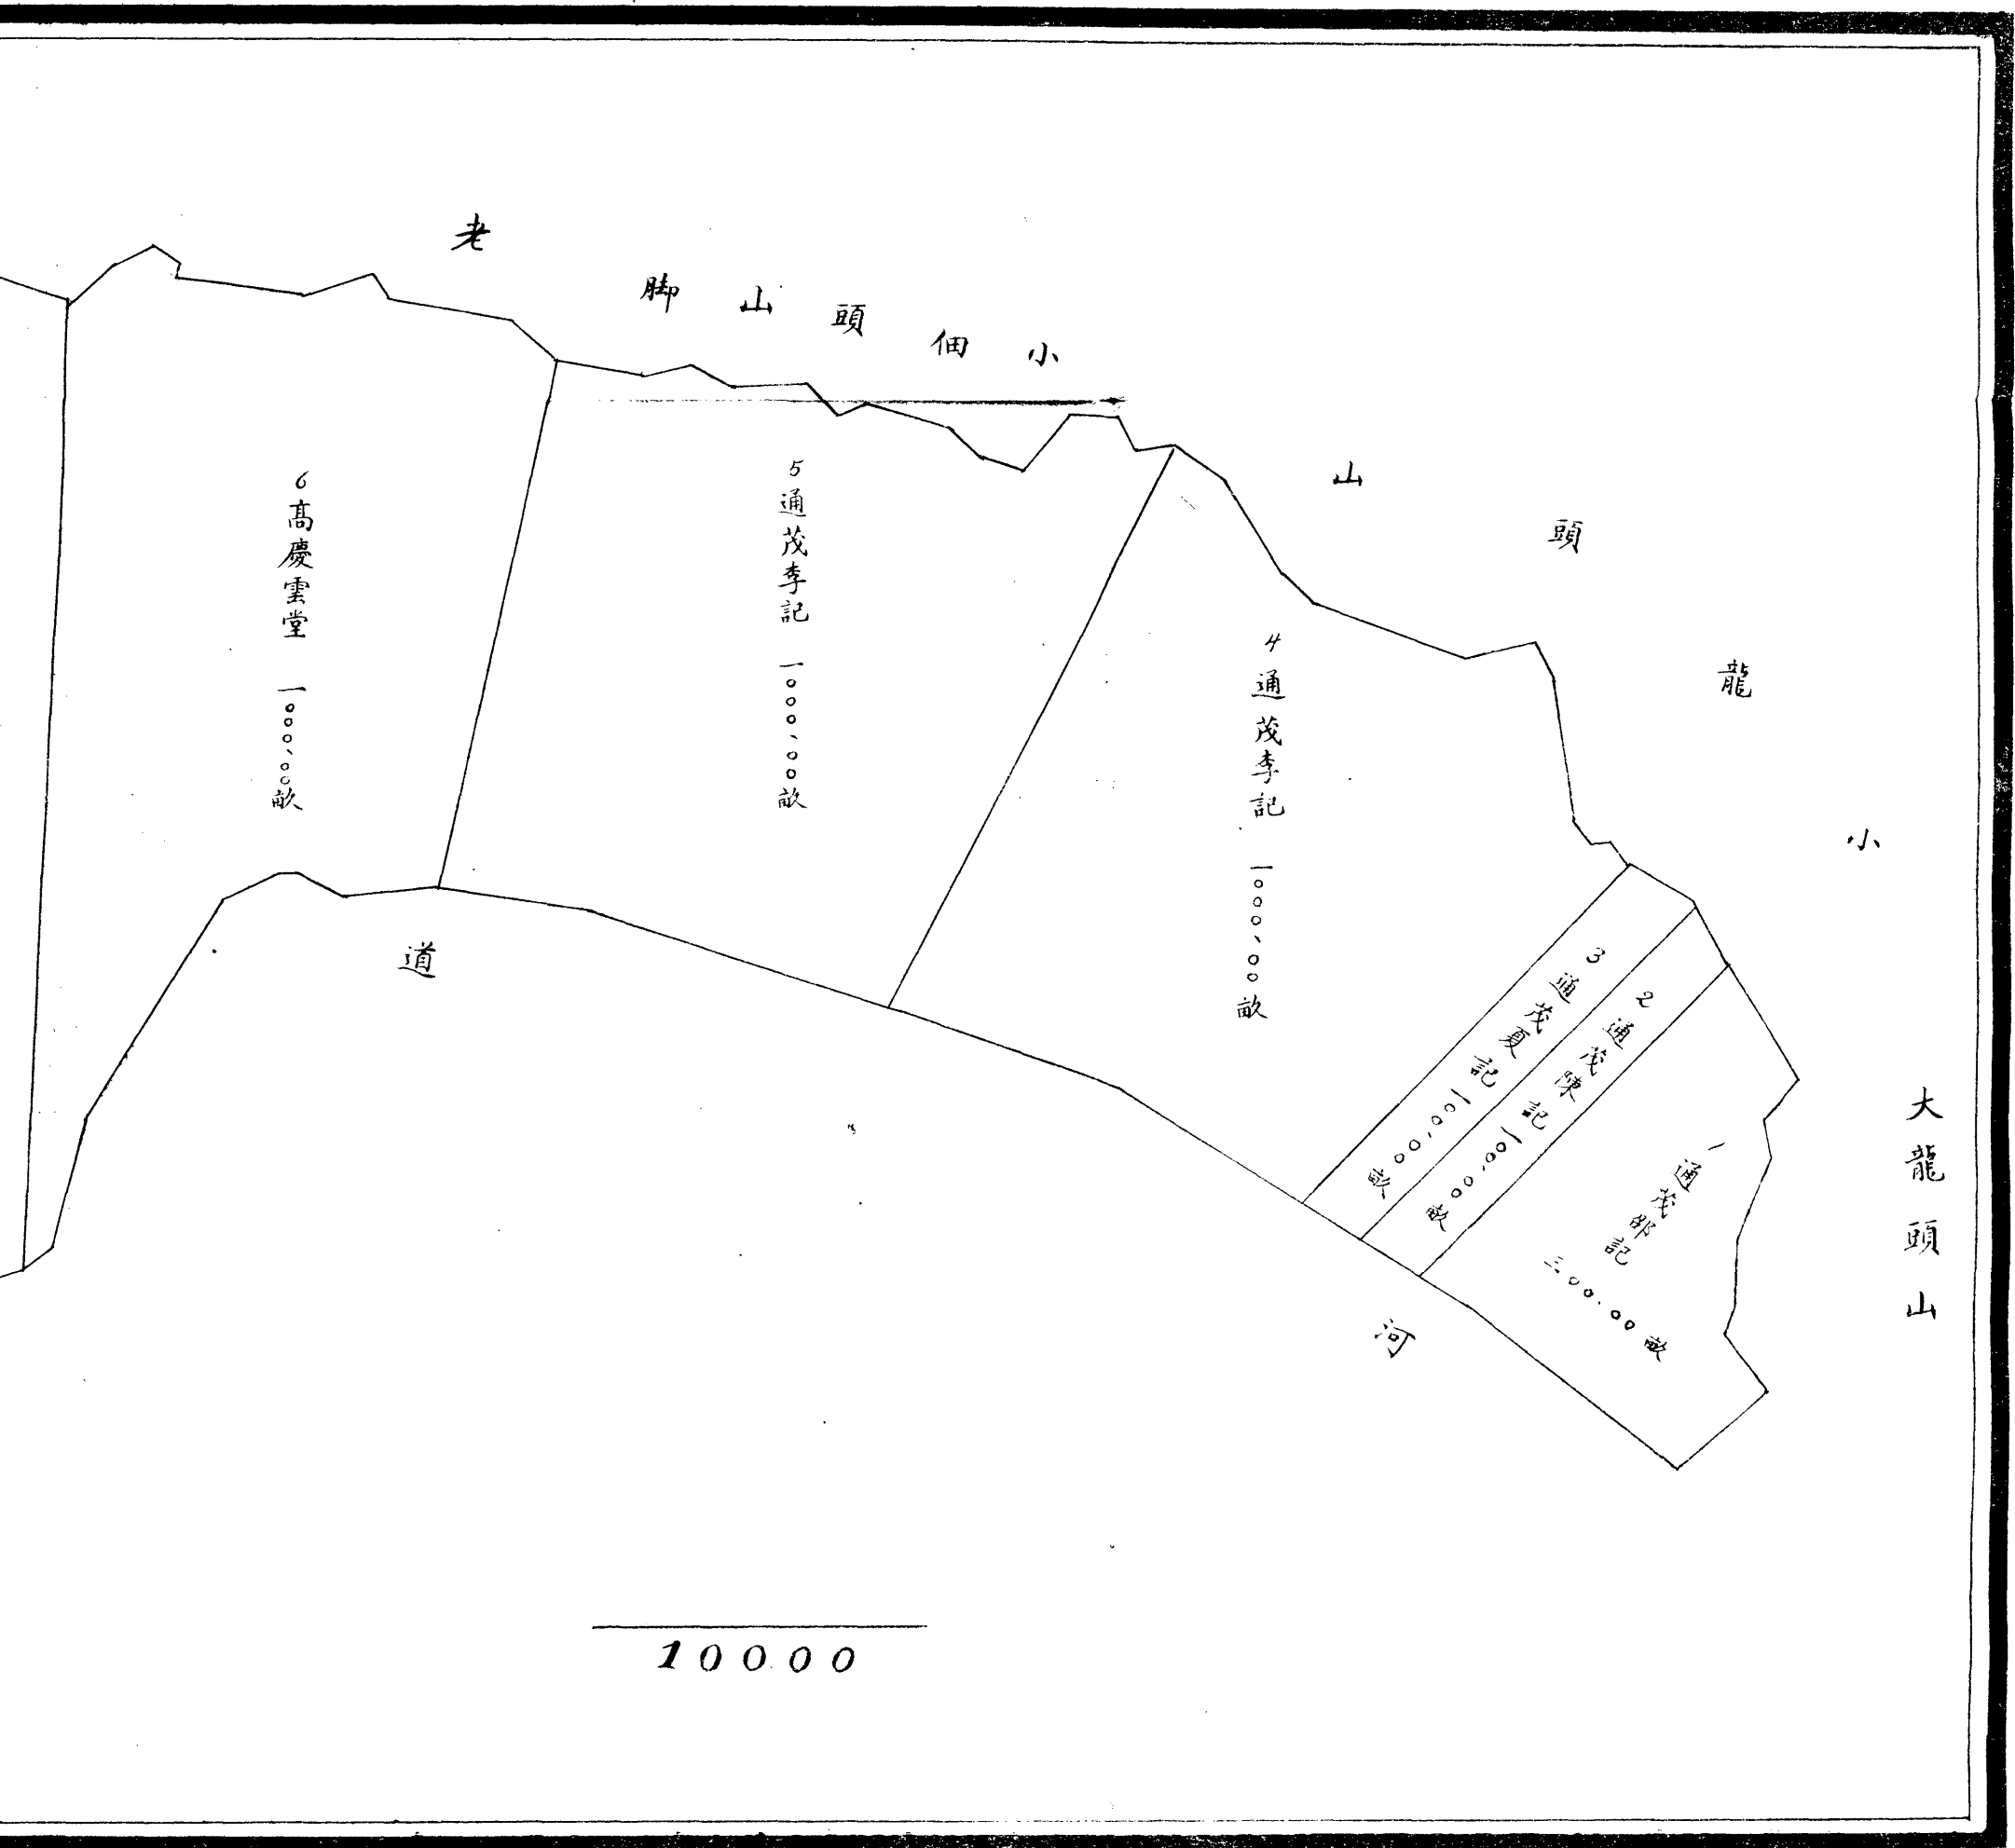 大龍頭山
小龍頭山
小佃頭山脚
老
1通茂邵記 三〇〇、〇〇畝
2通茂陳記 一〇〇、〇〇畝
3通茂夏記 一〇〇、〇〇畝
4通茂李記 一〇〇〇、〇〇畝
5通茂李記 一〇〇〇、〇〇畝
6高慶雲堂 一〇〇〇、〇〇畝
河道
10000